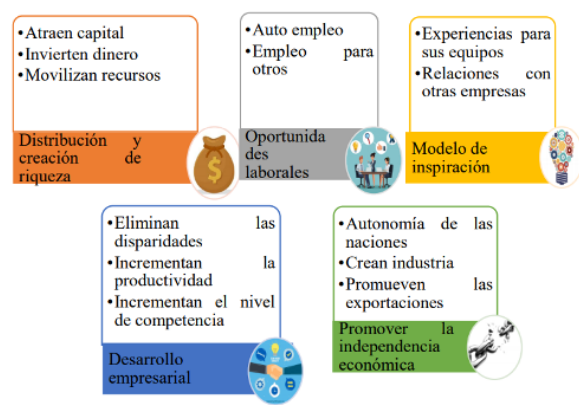 •Atraen capital
•Invierten dinero
•Movilizan recursos
Distribución y
creación de
riqueza
•Auto empleo
•Empleo para
otros
Oportunida
des
laborales
•Experiencias para
sus equipos
•Relaciones con
otras empresas
Modelo de
inspiración
•Eliminan las
disparidades
•Incrementan la
productividad
•Incrementan el nivel
de competencia
Desarrollo
empresarial
•Autonomía de las
naciones
•Crean industria
•Promueven las
exportaciones
Promover la
independencia
económica